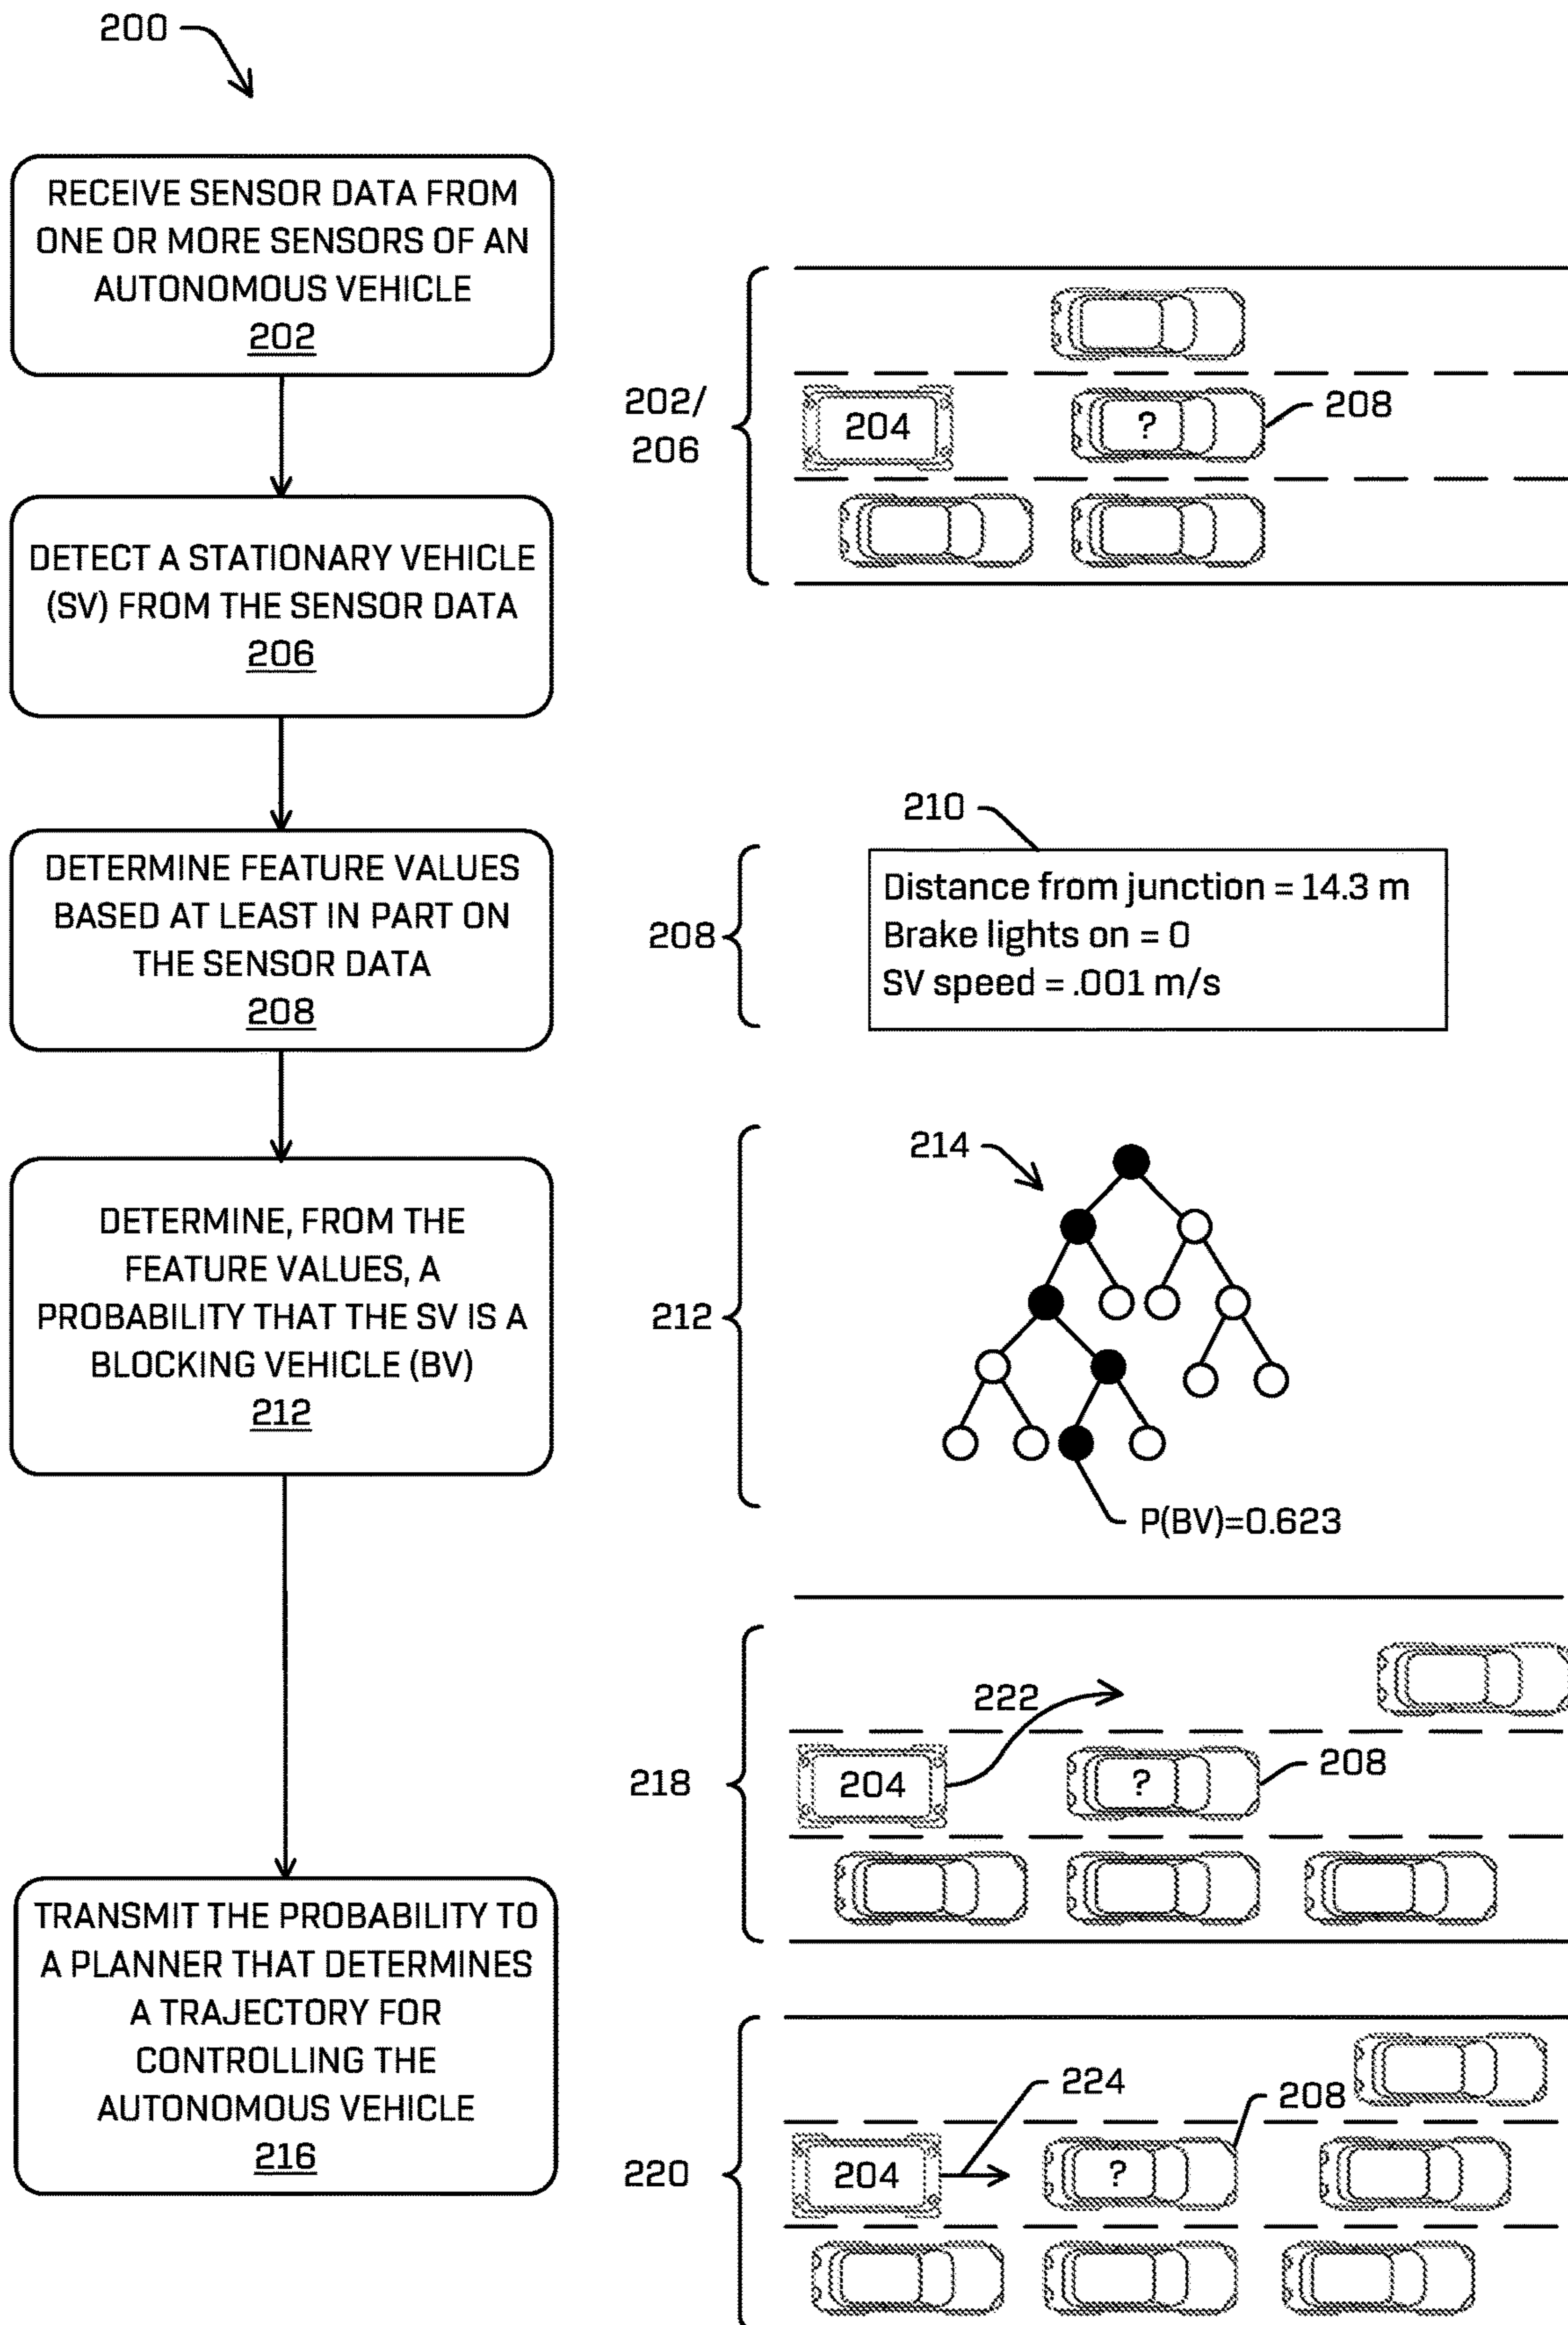 200
RECEIVE SENSOR DATA FROM
ONE OR MORE SENSORS OF AN
AUTONOMOUS VEHICLE
202
202/
206
204
?
208
DETECT A STATIONARY VEHICLE
(SV) FROM THE SENSOR DATA
206
DETERMINE FEATURE VALUES
BASED AT LEAST IN PART ON
THE SENSOR DATA
208
208
210
Distance from junction = 14.3 m
Brake lights on = 0
SV speed = .001 m/s
DETERMINE, FROM THE
FEATURE VALUES, A
PROBABILITY THAT THE SV IS A
BLOCKING VEHICLE (BV)
212
212
214
P(BV)=0.623
218
222
204
?
208
TRANSMIT THE PROBABILITY TO
A PLANNER THAT DETERMINES
A TRAJECTORY FOR
CONTROLLING THE
AUTONOMOUS VEHICLE
216
220
224
208
204
?